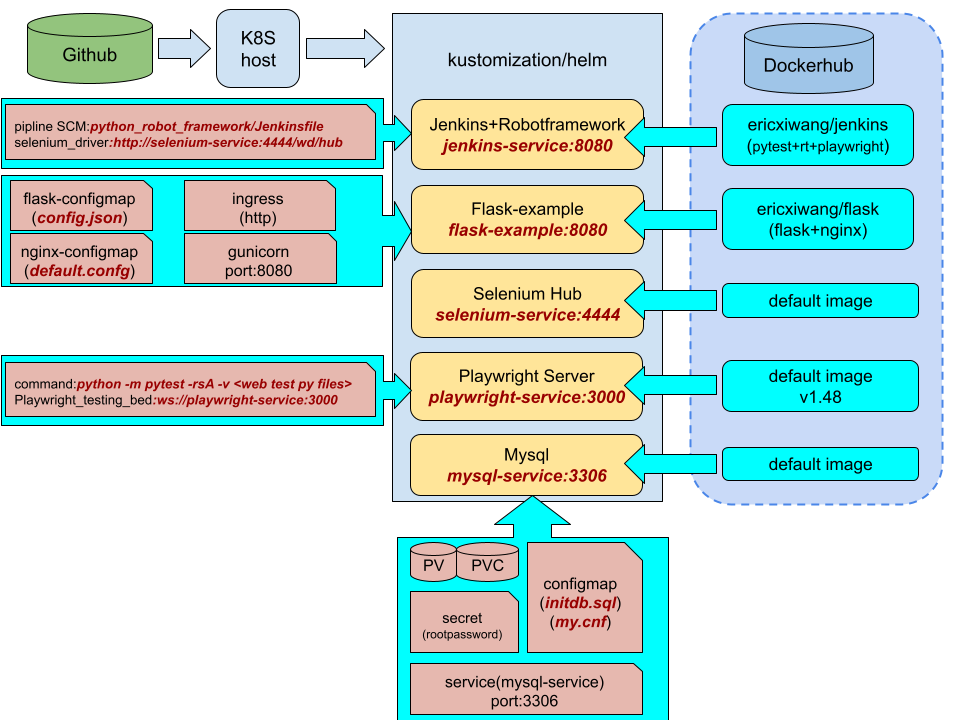 Github
K8S
host
kustomization/helm
Dockerhub
pipline SCM:python_robot_framework/Jenkinsfile
selenium_driver:http://selenium-service:4444/wd/hub
Jenkins+Robotframework
jenkins-service:8080
ericxiwang/jenkins
(pytest+rt+playwright)
flask-configmap
(config.json)
ingress
(http)
nginx-configmap
(default.confg)
gunicorn
port:8080
Flask-example
flask-example:8080
ericxiwang/flask
(flask+nginx)
Selenium Hub
selenium-service:4444
default image
command:python -m pytest -rsA -v <web test py files>
Playwright_testing_bed:ws://playwright-service:3000
Playwright Server
playwright-service:3000
default image
v1.48
Mysql
mysql-service:3306
default image
PV
PVC
configmap
(initdb.sql)
(my.cnf)
secret
(rootpassword)
service(mysql-service)
port:3306